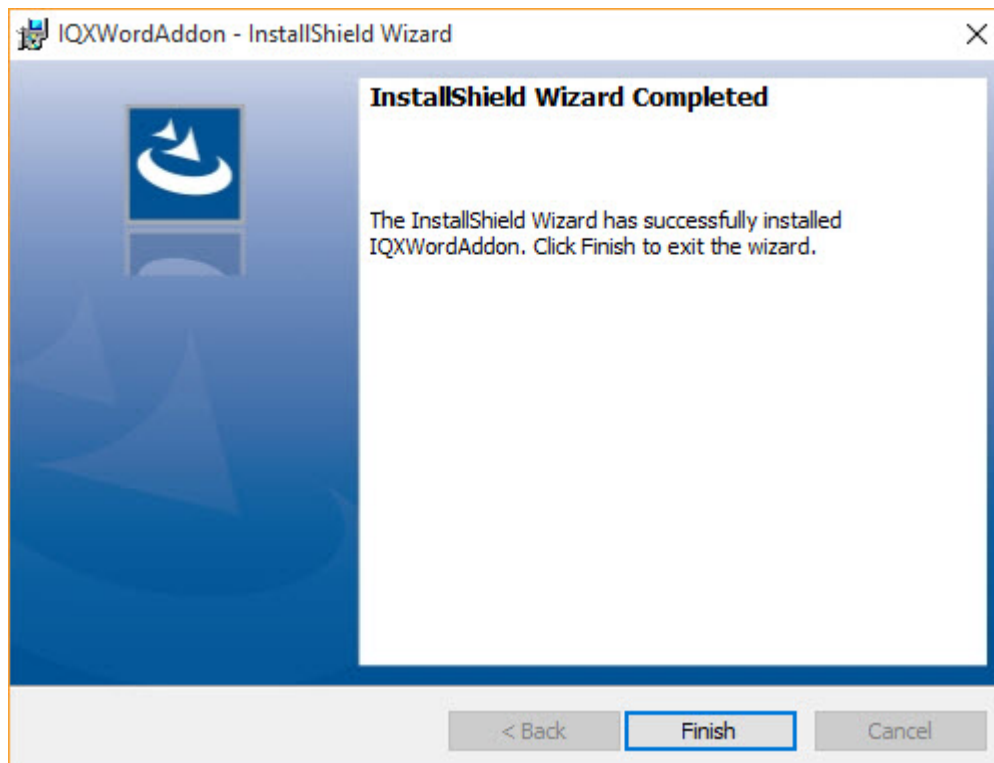 IQXWordAddon - InstallShield Wizard
InstallShield Wizard Completed
The InstallShield Wizard has successfully installed
IQXWordAddon. Click Finish to exit the wizard.
< Back
Finish
Cancel